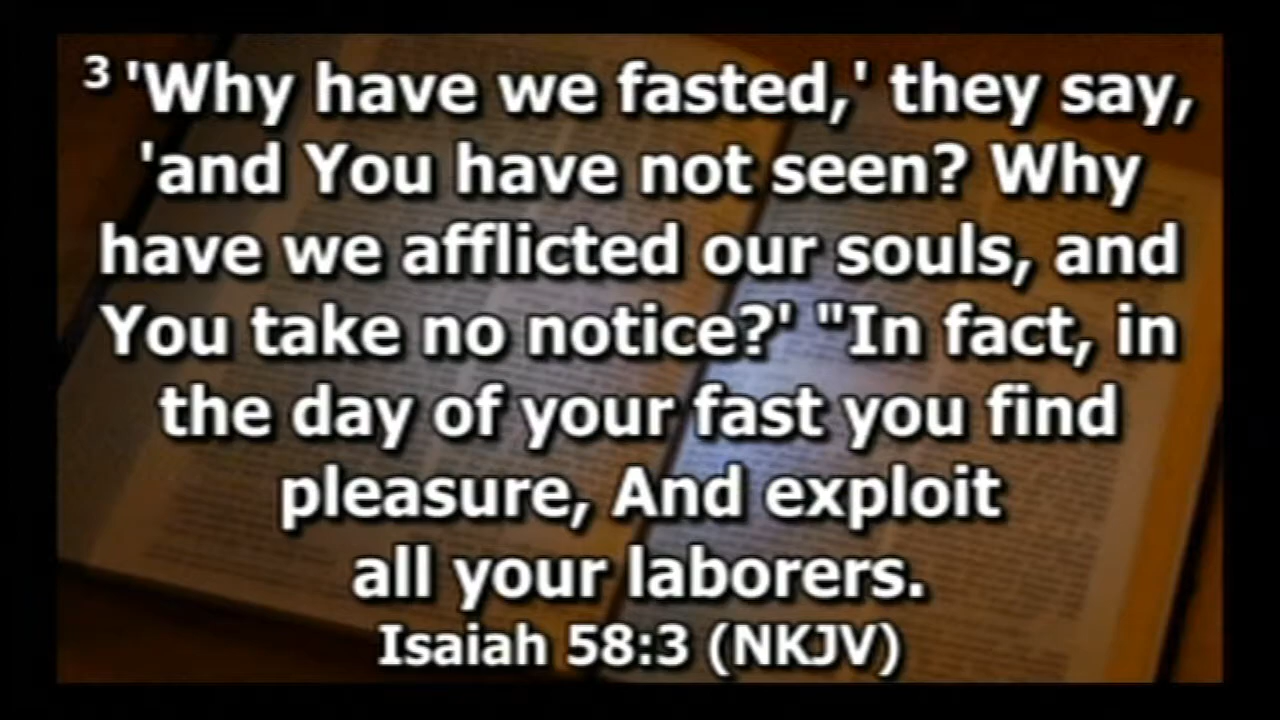 3 'Why have we fasted,' they say,
'and You have not seen? Why
have we afflicted our souls, and
You take no notice?' "In fact, in
the day of your fast you find
pleasure, And exploit
all your laborers.
Isaiah 58:3 (NKJV)